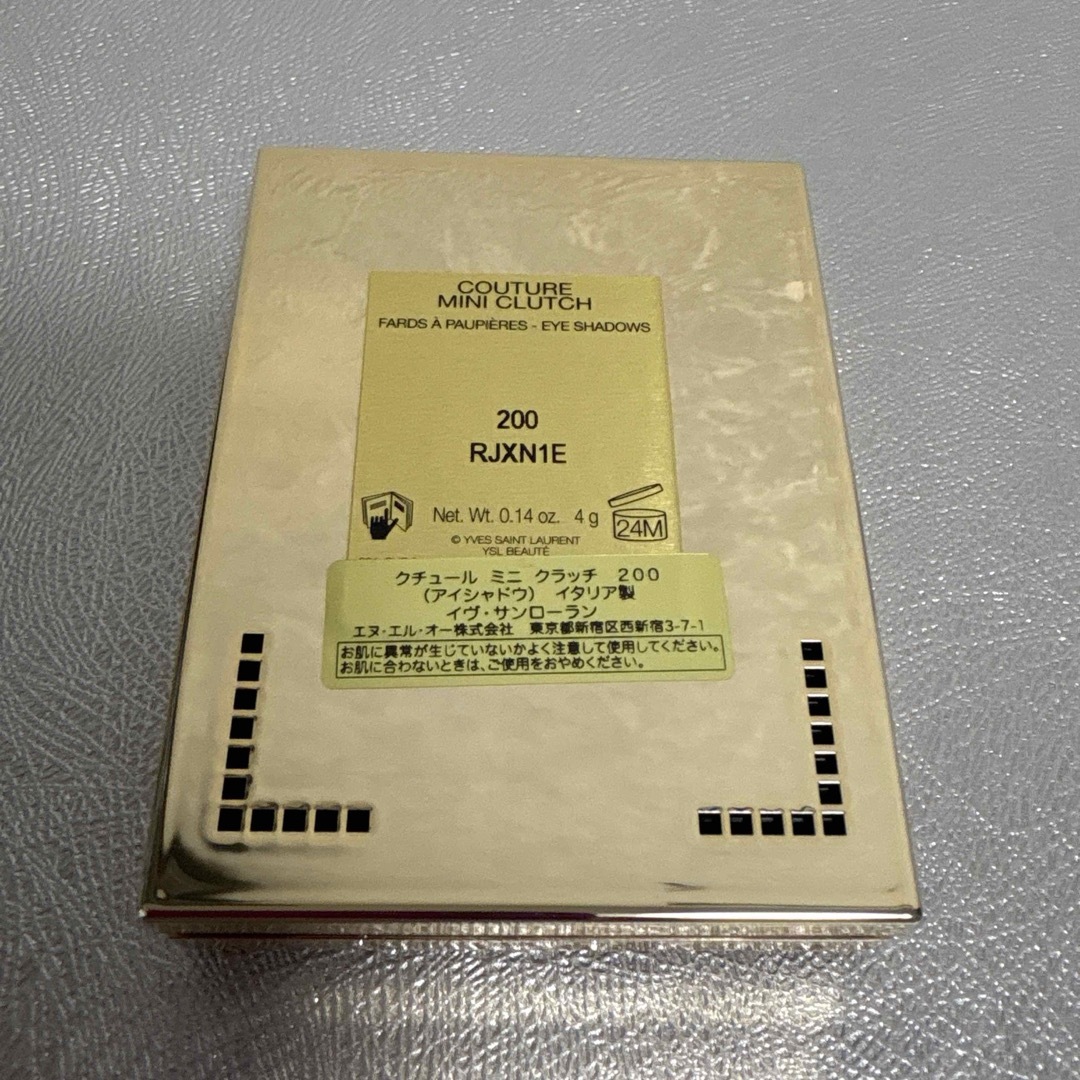 COUTURE
MINI CLUTCH
FARDS À PAUPIÈRES - EYE SHADOWS
200
RJXN1E
Net. Wt. 0.14 oz. 4 g
24M
© YVES SAINT LAURENT
YSL BEAUTÉ
クチュール ミニ クラッチ 200
(アイシャドウ) イタリア製
イヴ・サンローラン
エヌ・エル・オー株式会社 東京都新宿区西新宿3-7-1
お肌に異常が生じていないかよく注意して使用してください。
お肌に合わないときは、ご使用をおやめください。